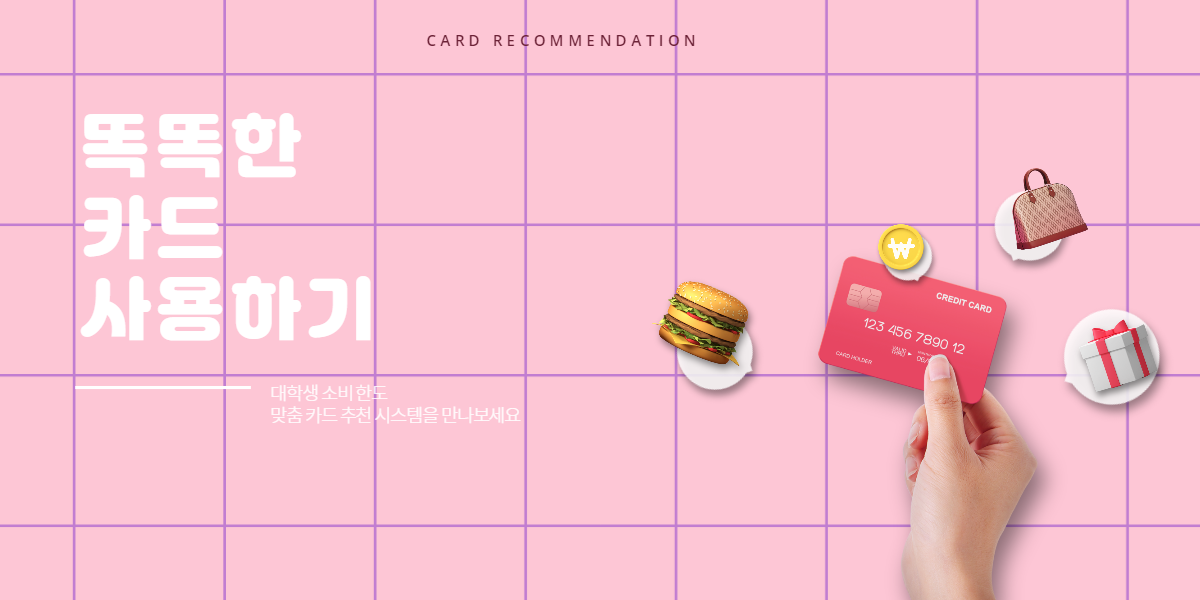 CARD RECOMMENDATION
똑똑한
카드
사용하기
대학생 소비 한도
맞춤 카드 추천 시스템을 만나보세요
₩
CREDIT CARD
123 456 7890 12
CARD HOLDER